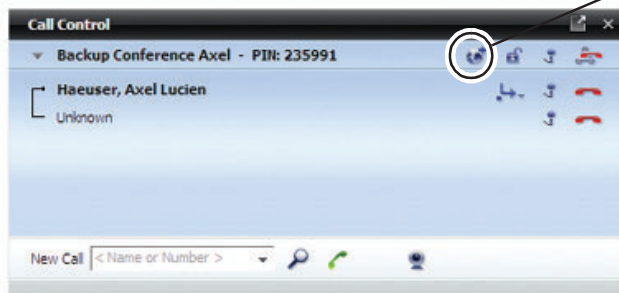 Call Control
Backup Conference Axel - PIN: 235991
Haeuser, Axel Lucien
Unknown
New Call < Name or Number >